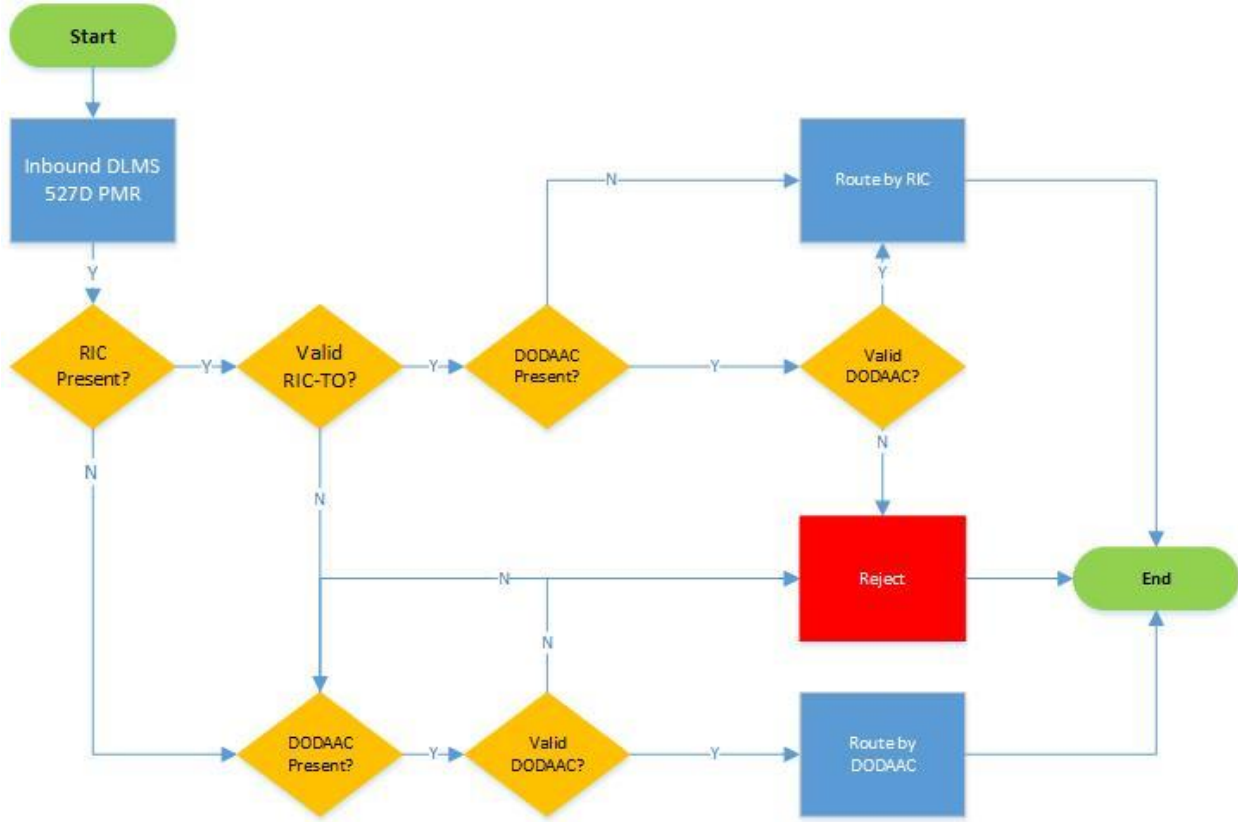 Start
Inbound DLMS
527D PMR
Y
N
Route by RIC
Y
RIC
Present?
Y
Valid
RIC-TO?
Y
DODAAC
Present?
Y
Valid
DODAAC?
N
N
N
N
Reject
End
N
DODAAC
Present?
Y
Valid
DODAAC?
Y
Route by
DODAAC